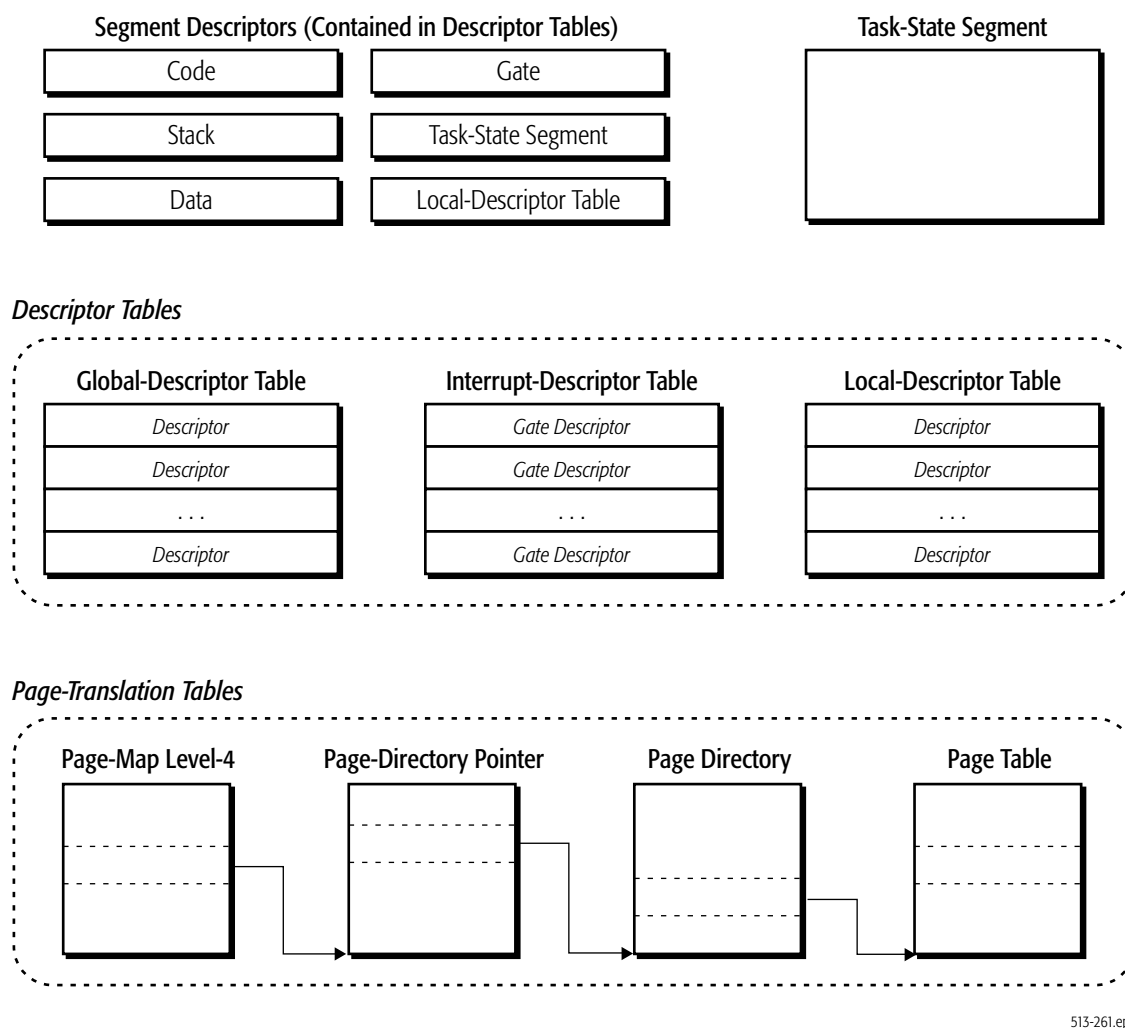 Segment Descriptors (Contained in Descriptor Tables)
Task-State Segment
Code
Gate
Stack
Task-State Segment
Data
Local-Descriptor Table
Descriptor Tables
Global-Descriptor Table
Interrupt-Descriptor Table
Local-Descriptor Table
Descriptor
Gate Descriptor
Descriptor
Descriptor
Gate Descriptor
Descriptor
. . .
. . .
. . .
Descriptor
Gate Descriptor
Descriptor
Page-Translation Tables
Page-Map Level-4
Page-Directory Pointer
Page Directory
Page Table